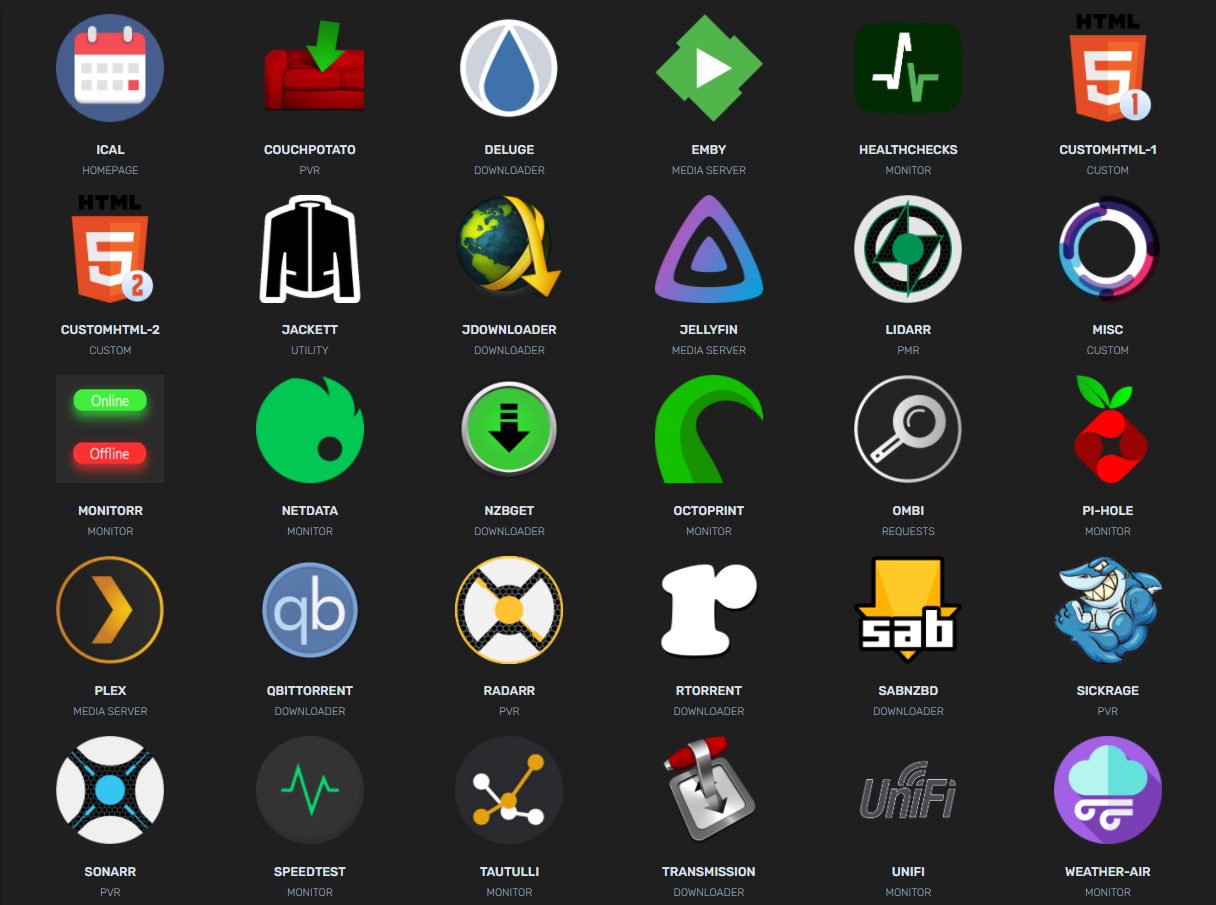 HTML
5
1
ICAL COUCHPOTATO DELUGE EMBY HEALTHCHECKS CUSTOMHTML-1
HOMEPAGE PVR DOWNLOADER MEDIA SERVER MONITOR CUSTOM
HTML
5
2
CUSTOMHTML-2 JACKETT JDOWNLOADER JELLYFIN LIDARR MISC
CUSTOM UTILITY DOWNLOADER MEDIA SERVER PMR CUSTOM
Online
Offline
MONITORR NETDATA NZBGET OCTOPRINT OMBI PI-HOLE
MONITOR MONITOR DOWNLOADER MONITOR REQUESTS MONITOR
qb r sab
PLEX QBITTORRENT RADARR RTORRENT SABNZBD SICKRAGE
MEDIA SERVER DOWNLOADER PVR DOWNLOADER DOWNLOADER PVR
UniFi
SONARR SPEEDTEST TAUTULLI TRANSMISSION UNIFI WEATHER-AIR
PVR MONITOR MONITOR DOWNLOADER MONITOR MONITOR